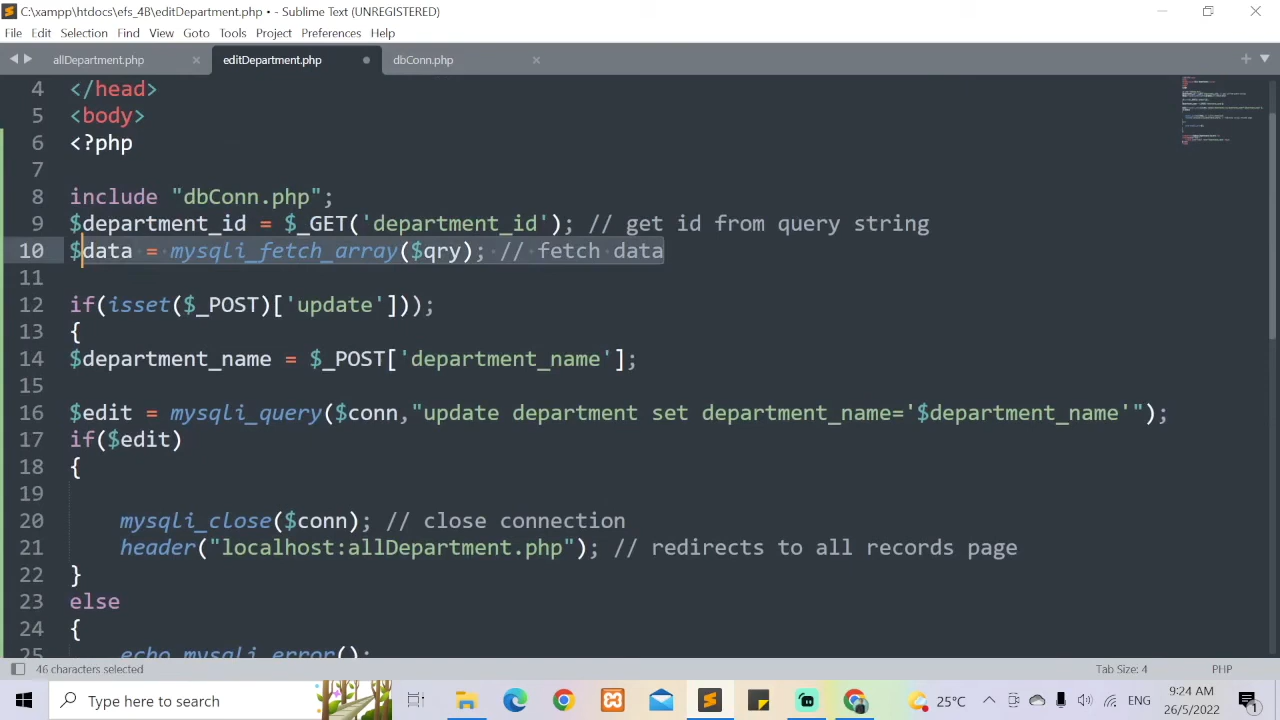 C:\xampp\htdocs\efs_4B\editDepartment.php • - Sublime Text (UNREGISTERED)
File Edit Selection Find View Goto Tools Project Preferences Help
allDepartment.php editDepartment.php dbConn.php
4 </head>
5 <body>
6 <?php
7
8 include "dbConn.php";
9 $department_id = $_GET('department_id'); // get id from query string
10 $data = mysqli_fetch_array($qry); // fetch data
11
12 if(isset($_POST)['update']));
13 {
14 $department_name = $_POST['department_name'];
15
16 $edit = mysqli_query($conn,"update department set department_name='$department_name'");
17 if($edit)
18 {
19
20 mysqli_close($conn); // close connection
21 header("localhost:allDepartment.php"); // redirects to all records page
22 }
23 else
24 {
25 echo mysqli_error();
46 characters selected Tab Size: 4 PHP
Type here to search 25°C ENG 9:24 AM
26/5/2022